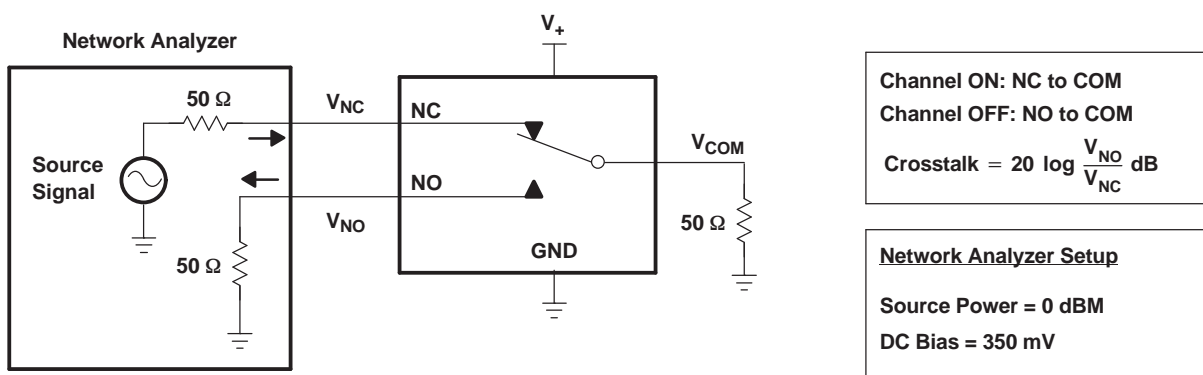 Network Analyzer
V+
50 Ω
VNC
NC
Source
Signal
VCOM
NO
VNO
50 Ω
50 Ω
GND
Channel ON: NC to COM
Channel OFF: NO to COM
Crosstalk = 20 log VNO/VNC dB
Network Analyzer Setup
Source Power = 0 dBM
DC Bias = 350 mV